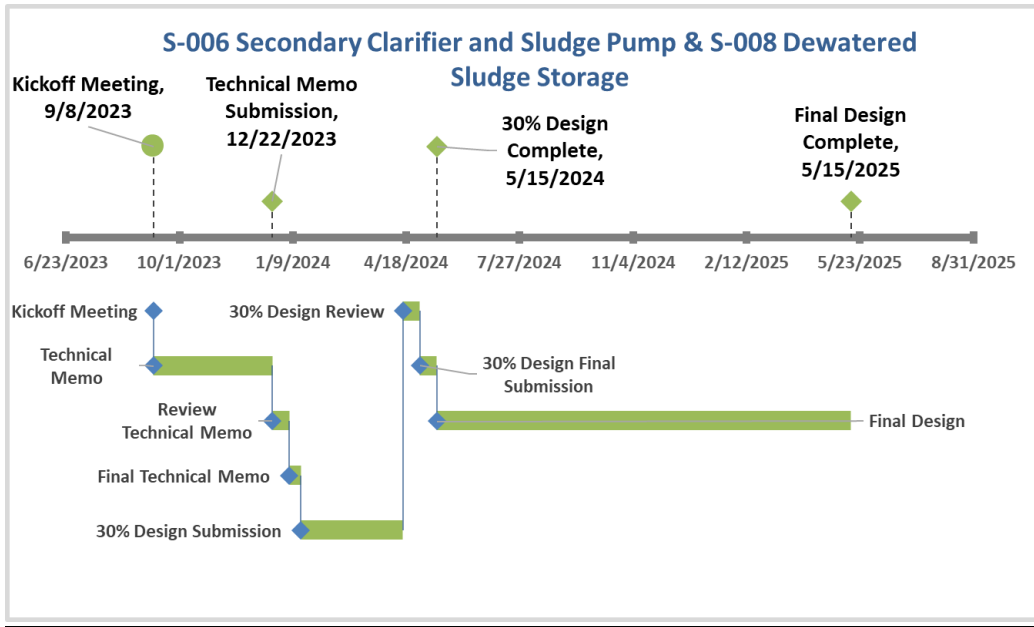 S-006 Secondary Clarifier and Sludge Pump & S-008 Dewatered
Sludge Storage
Kickoff Meeting,
9/8/2023
Technical Memo
Submission,
12/22/2023
30% Design
Complete,
5/15/2024
Final Design
Complete,
5/15/2025
6/23/2023
10/1/2023
1/9/2024
4/18/2024
7/27/2024
11/4/2024
2/12/2025
5/23/2025
8/31/2025
Kickoff Meeting
30% Design Review
Technical
Memo
30% Design Final
Submission
Review
Technical Memo
Final Design
Final Technical Memo
30% Design Submission